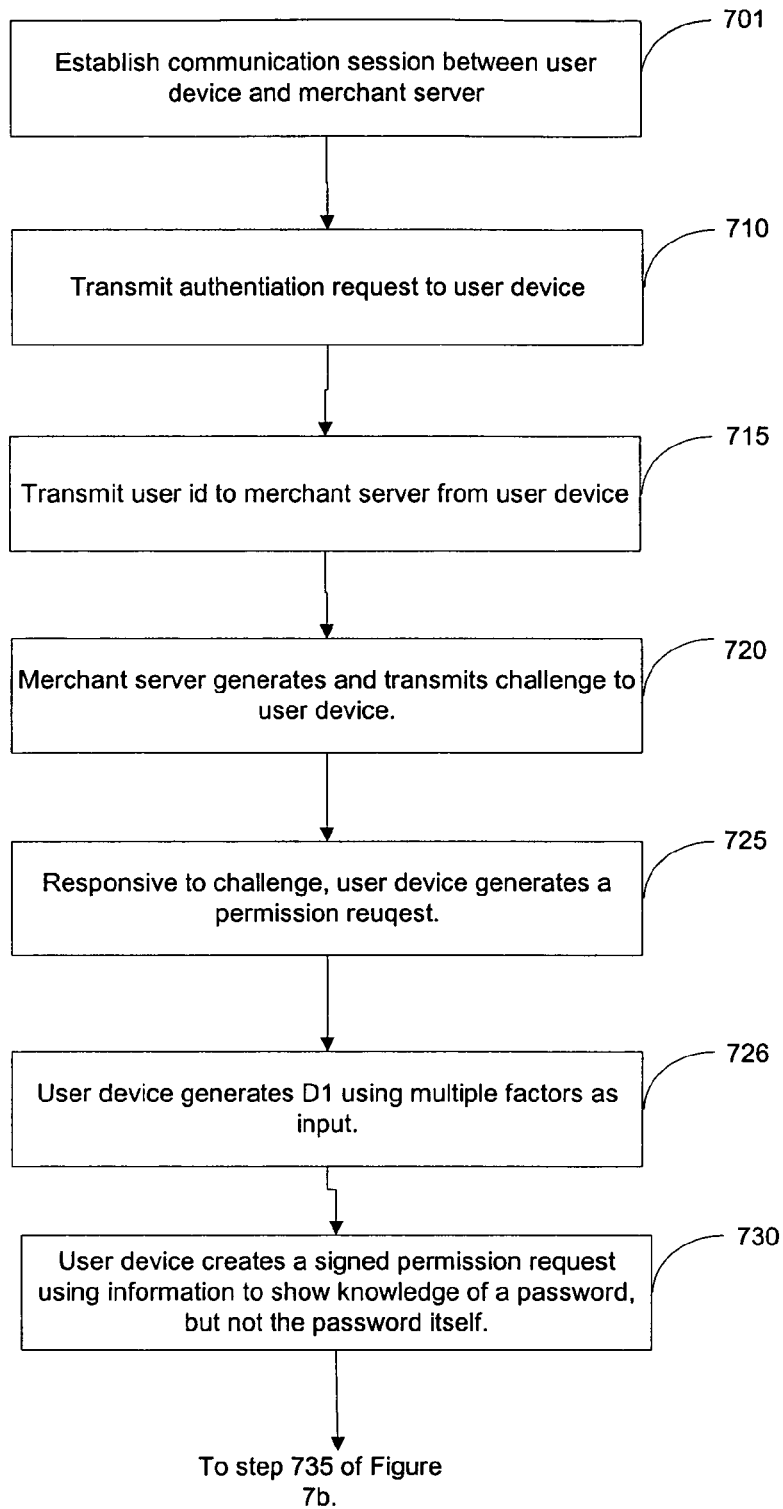 701
Establish communication session between user
device and merchant server
710
Transmit authentiation request to user device
715
Transmit user id to merchant server from user device
720
Merchant server generates and transmits challenge to
user device.
725
Responsive to challenge, user device generates a
permission reuqest.
726
User device generates D1 using multiple factors as
input.
730
User device creates a signed permission request
using information to show knowledge of a password,
but not the password itself.
To step 735 of Figure
7b.